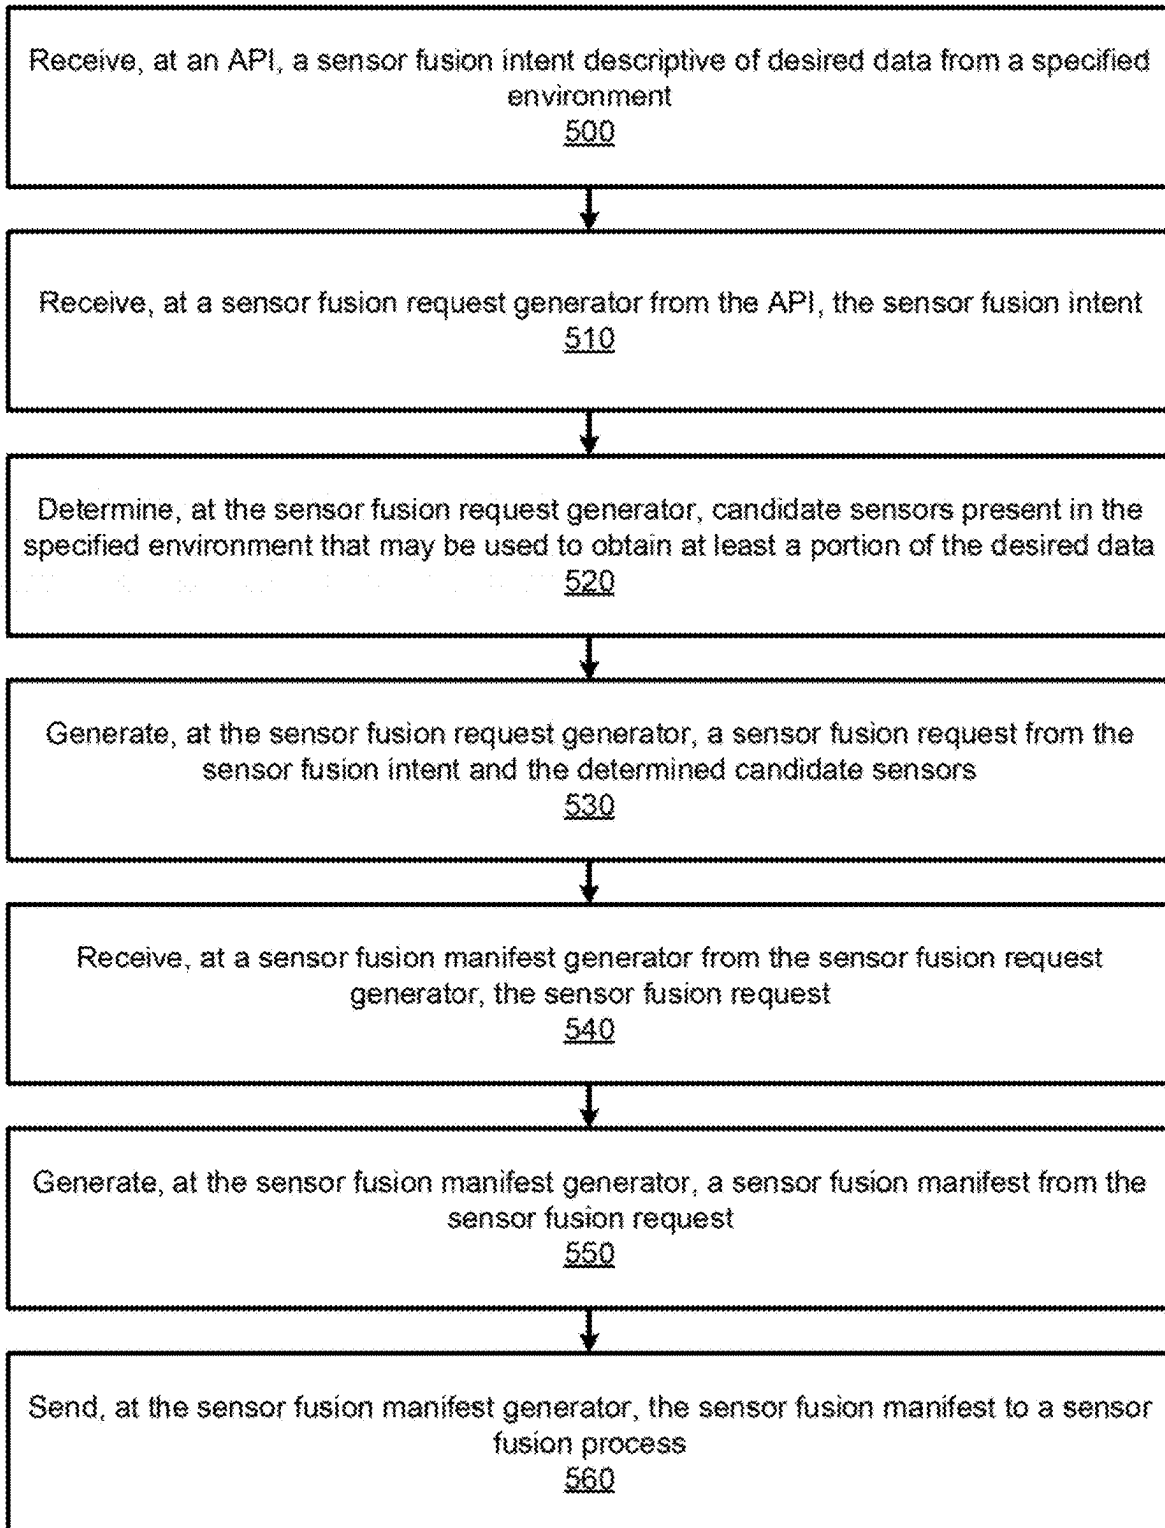 Receive, at an API, a sensor fusion intent descriptive of desired data from a specified
environment
500
Receive, at a sensor fusion request generator from the API, the sensor fusion intent
510
Determine, at the sensor fusion request generator, candidate sensors present in the
specified environment that may be used to obtain at least a portion of the desired data
520
Generate, at the sensor fusion request generator, a sensor fusion request from the
sensor fusion intent and the determined candidate sensors
530
Receive, at a sensor fusion manifest generator from the sensor fusion request
generator, the sensor fusion request
540
Generate, at the sensor fusion manifest generator, a sensor fusion manifest from the
sensor fusion request
550
Send, at the sensor fusion manifest generator, the sensor fusion manifest to a sensor
fusion process
560